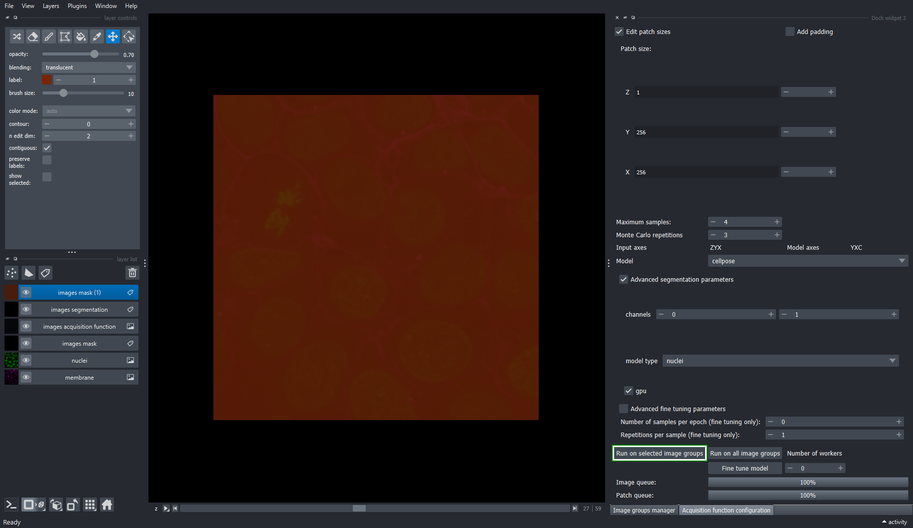 File View Layers Plugins Window Help
layer controls
opacity: 0.70
blending: translucent
label: 1
brush size: 10
color mode: auto
contour: 0
n edit dim: 2
contiguous:
preserve
labels:
show
selected:
layer list
images mask (1)
images segmentation
images acquisition function
images mask
nuclei
membrane
Ready
z
27 59
Dock widget 2
Edit patch sizes Add padding
Patch size:
Z 1
Y 256
X 256
Maximum samples: 4
Monte Carlo repetitions 3
Input axes ZYX Model axes YXC
Model cellpose
Advanced segmentation parameters
channels 0 1
model type nuclei
gpu
Advanced fine tuning parameters
Number of samples per epoch (fine tuning only): 0
Repetitions per sample (fine tuning only): 1
Run on selected image groups Run on all image groups Number of workers
Fine tune model 0
Image queue: 100%
Patch queue: 100%
Image groups manager Acquisition function configuration
activity